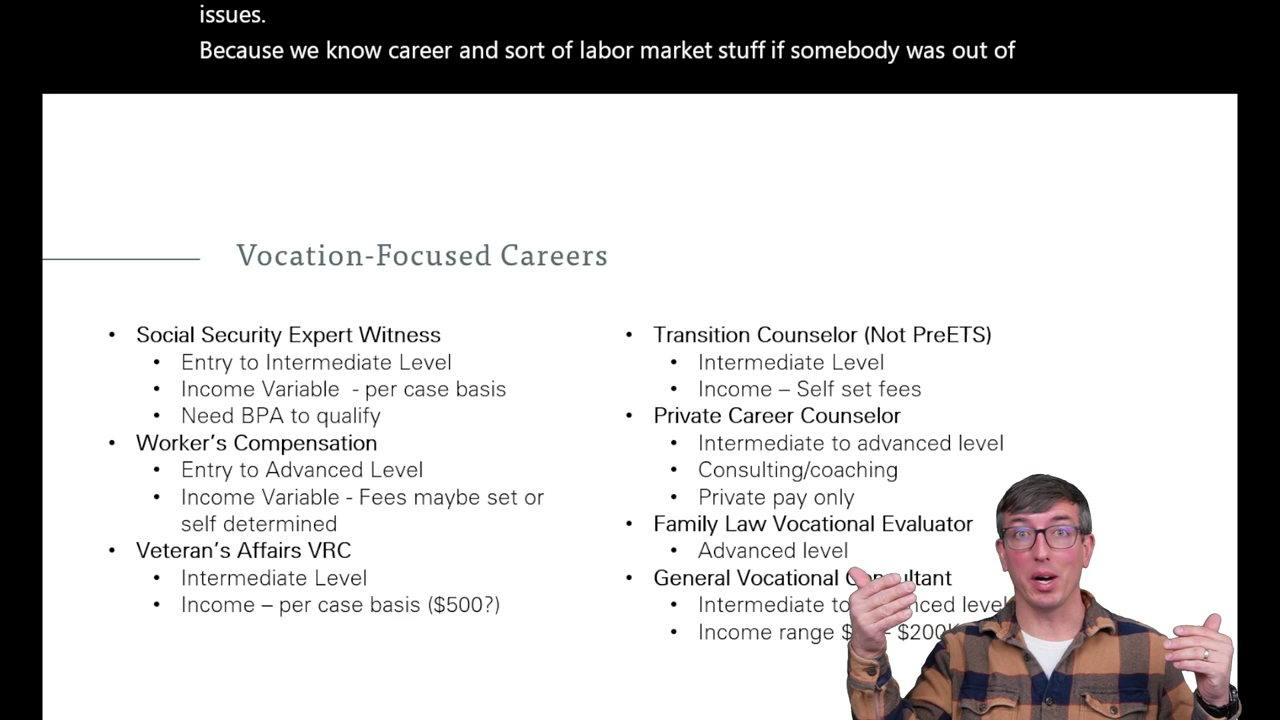 issues.
Because we know career and sort of labor market stuff if somebody was out of
Vocation-Focused Careers
• Social Security Expert Witness
• Entry to Intermediate Level
• Income Variable - per case basis
• Need BPA to qualify
• Worker’s Compensation
• Entry to Advanced Level
• Income Variable - Fees maybe set or
self determined
• Veteran’s Affairs VRC
• Intermediate Level
• Income – per case basis ($500?)
• Transition Counselor (Not PreETS)
• Intermediate Level
• Income – Self set fees
• Private Career Counselor
• Intermediate to advanced level
• Consulting/coaching
• Private pay only
• Family Law Vocational Evaluator
• Advanced level
• General Vocational
• Intermediate level
• Income range